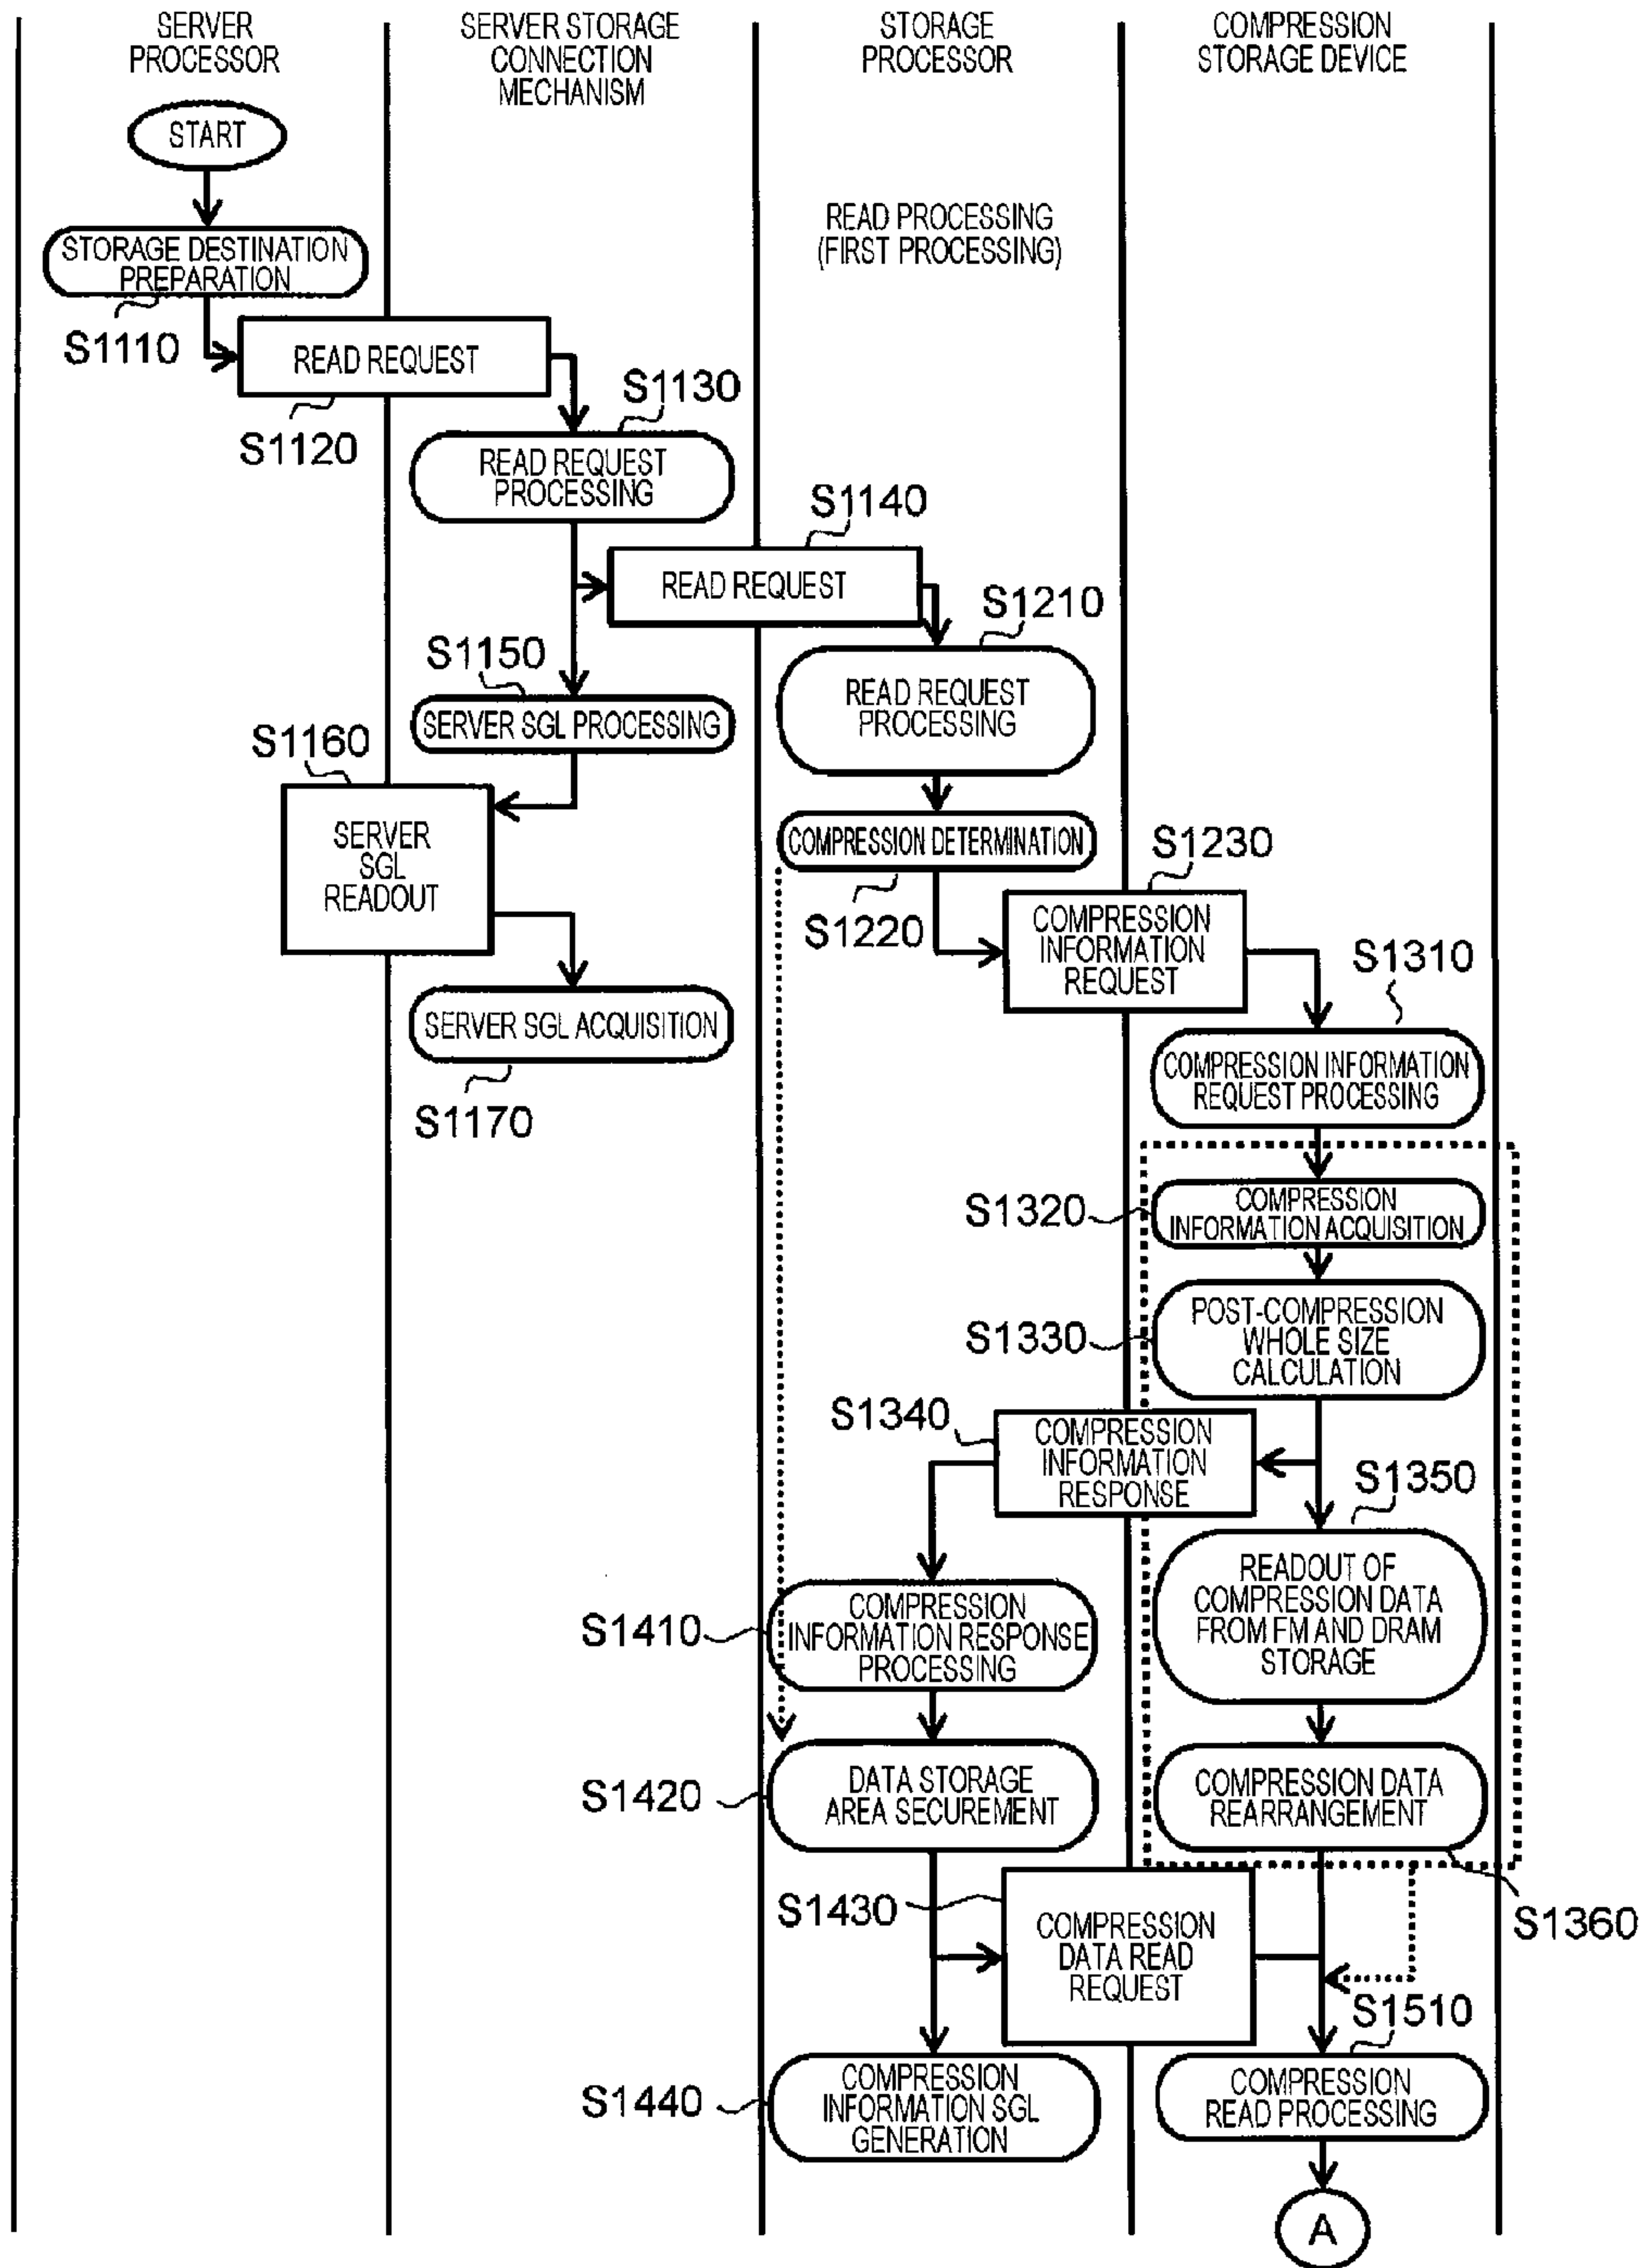 SERVER
PROCESSOR
SERVER STORAGE
CONNECTION
MECHANISM
STORAGE
PROCESSOR
COMPRESSION
STORAGE DEVICE
START
READ PROCESSING
(FIRST PROCESSING)
STORAGE DESTINATION
PREPARATION
S1110
READ REQUEST
S1120
S1130
READ REQUEST
PROCESSING
S1140
READ REQUEST
S1210
READ REQUEST
PROCESSING
S1150
SERVER SGL PROCESSING
S1160
SERVER
SGL
READOUT
COMPRESSION DETERMINATION
S1220
S1230
COMPRESSION
INFORMATION
REQUEST
SERVER SGL ACQUISITION
S1170
S1310
COMPRESSION INFORMATION
REQUEST PROCESSING
S1320
COMPRESSION
INFORMATION ACQUISITION
S1330
POST-COMPRESSION
WHOLE SIZE
CALCULATION
S1340
COMPRESSION
INFORMATION
RESPONSE
S1350
READOUT OF
COMPRESSION DATA
FROM FM AND DRAM
STORAGE
S1410
COMPRESSION
INFORMATION RESPONSE
PROCESSING
S1420
DATA STORAGE
AREA SECUREMENT
COMPRESSION DATA
REARRANGEMENT
S1360
S1430
COMPRESSION
DATA READ
REQUEST
S1510
COMPRESSION
READ PROCESSING
S1440
COMPRESSION
INFORMATION SGL
GENERATION
A